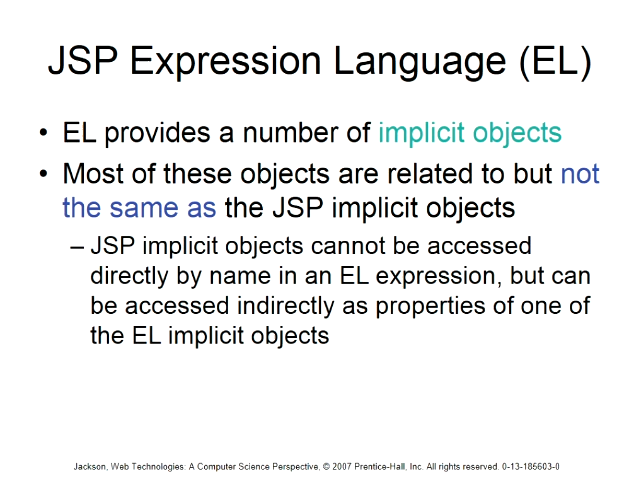 JSP Expression Language (EL)
• EL provides a number of implicit objects
• Most of these objects are related to but not
the same as the JSP implicit objects
– JSP implicit objects cannot be accessed
directly by name in an EL expression, but can
be accessed indirectly as properties of one of
the EL implicit objects
Jackson, Web Technologies: A Computer Science Perspective, © 2007 Prentice-Hall, Inc. All rights reserved. 0-13-185603-0